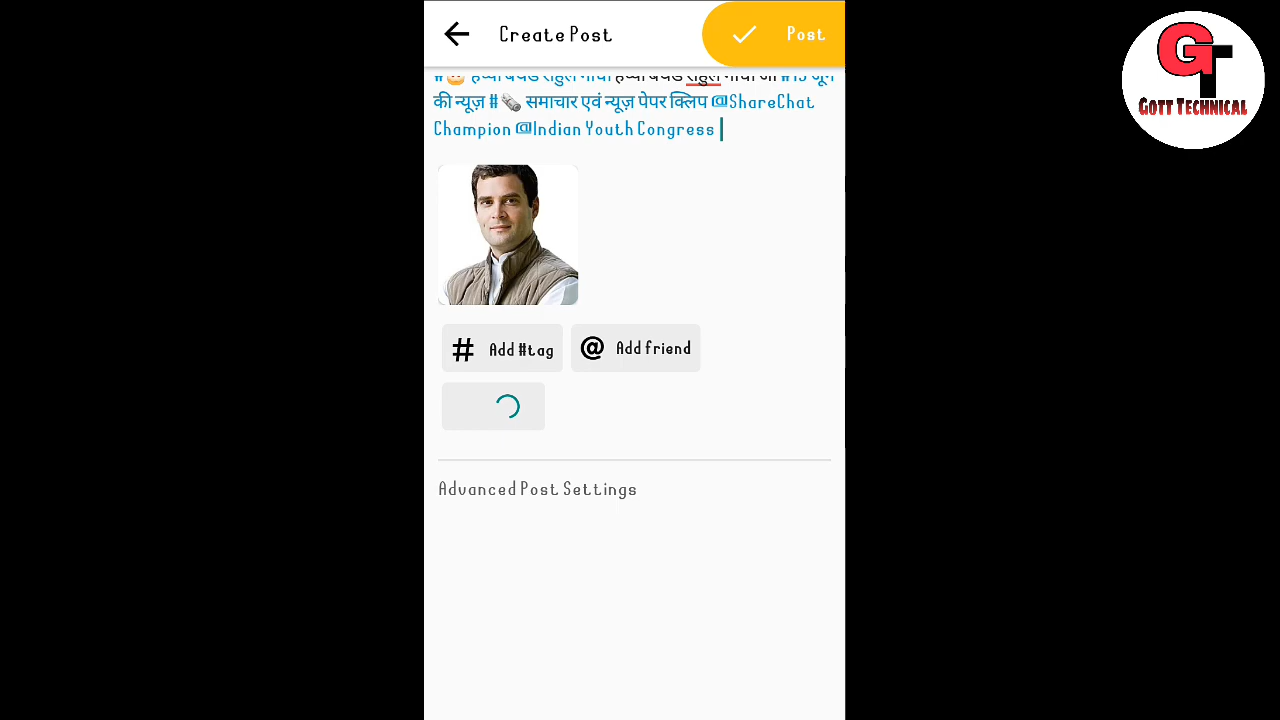 Create Post
Post
GOTT TECHNICAL
की न्यूज़ #🗞 समाचार एवं न्यूज़ पेपर क्लिप @ShareChat
Champion @Indian Youth Congress
# Add #tag
@ Add friend
Advanced Post Settings